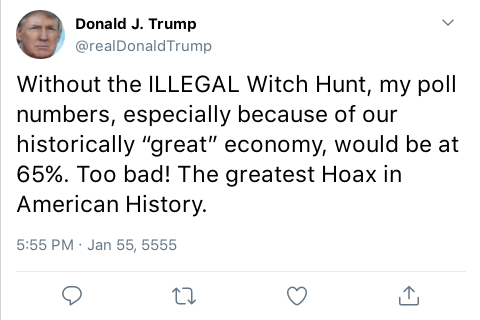 Donald J. Trump
@realDonaldTrump
Without the ILLEGAL Witch Hunt, my poll
numbers, especially because of our
historically “great” economy, would be at
65%. Too bad! The greatest Hoax in
American History.
5:55 PM · Jan 55, 5555